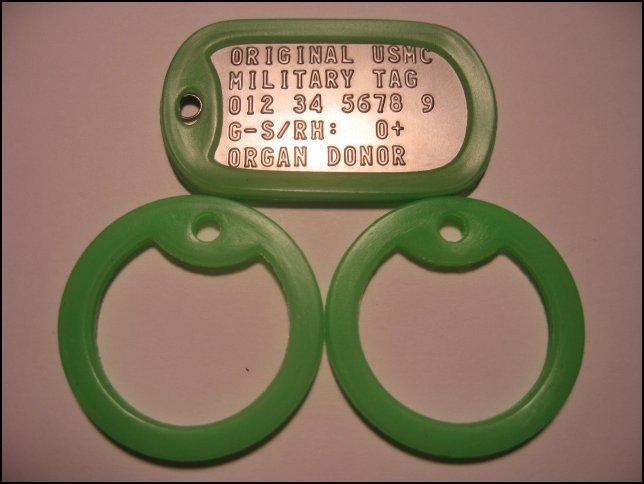 ORIGINAL USMC
MILITARY TAG
012 34 5678 9
G-S/RH: O+
ORGAN DONOR